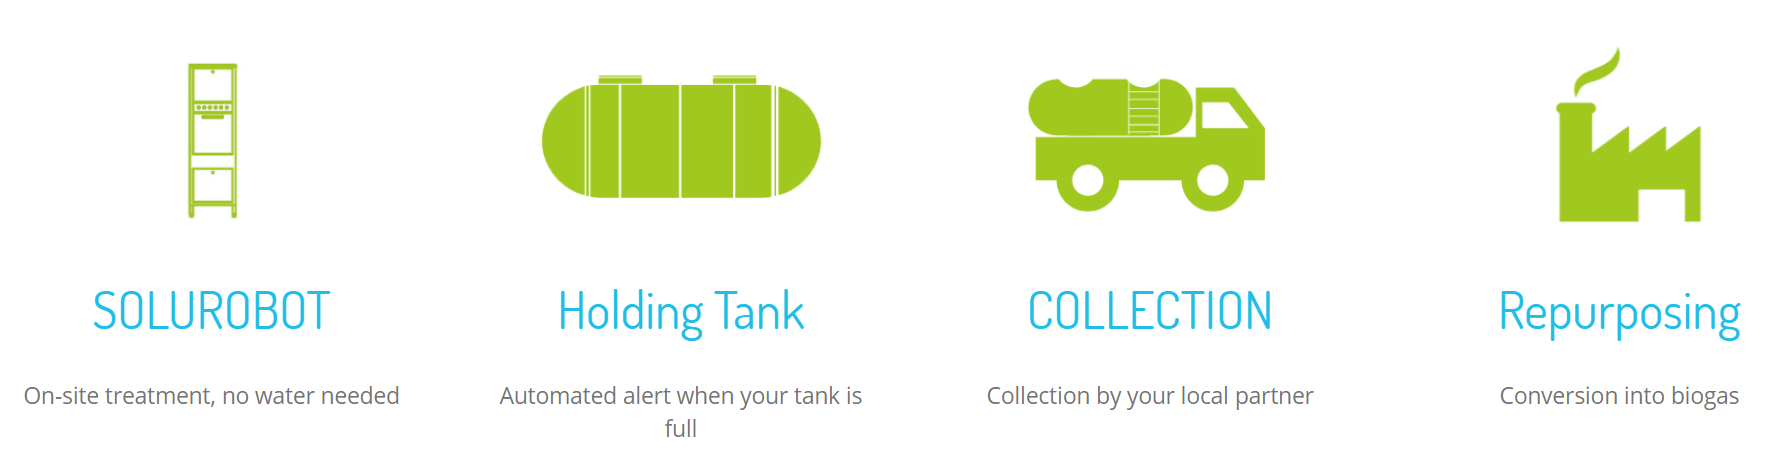 SOLUROBOT
On-site treatment, no water needed
Holding Tank
Automated alert when your tank is
full
COLLECTION
Collection by your local partner
Repurposing
Conversion into biogas